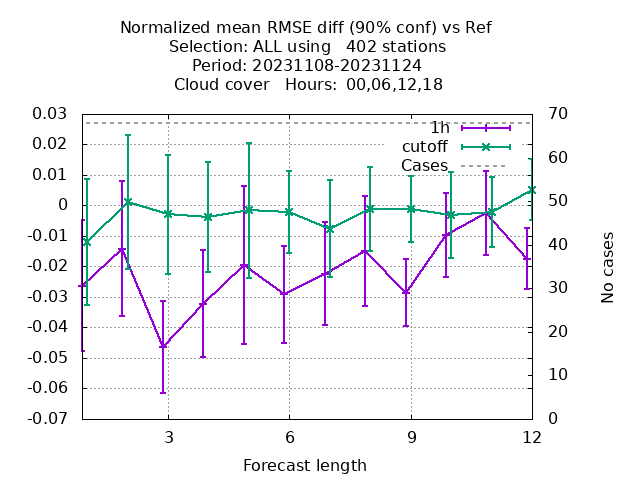 Normalized mean RMSE diff (90% conf) vs Ref
Selection: ALL using   402 stations
Period: 20231108-20231124
Cloud cover   Hours:  00,06,12,18
0.03
0.02
0.01
0
-0.01
-0.02
-0.03
-0.04
-0.05
-0.06
-0.07
1h
cutoff
Cases
70
60
50
40
30
20
10
0
No cases
3
6
9
12
Forecast length